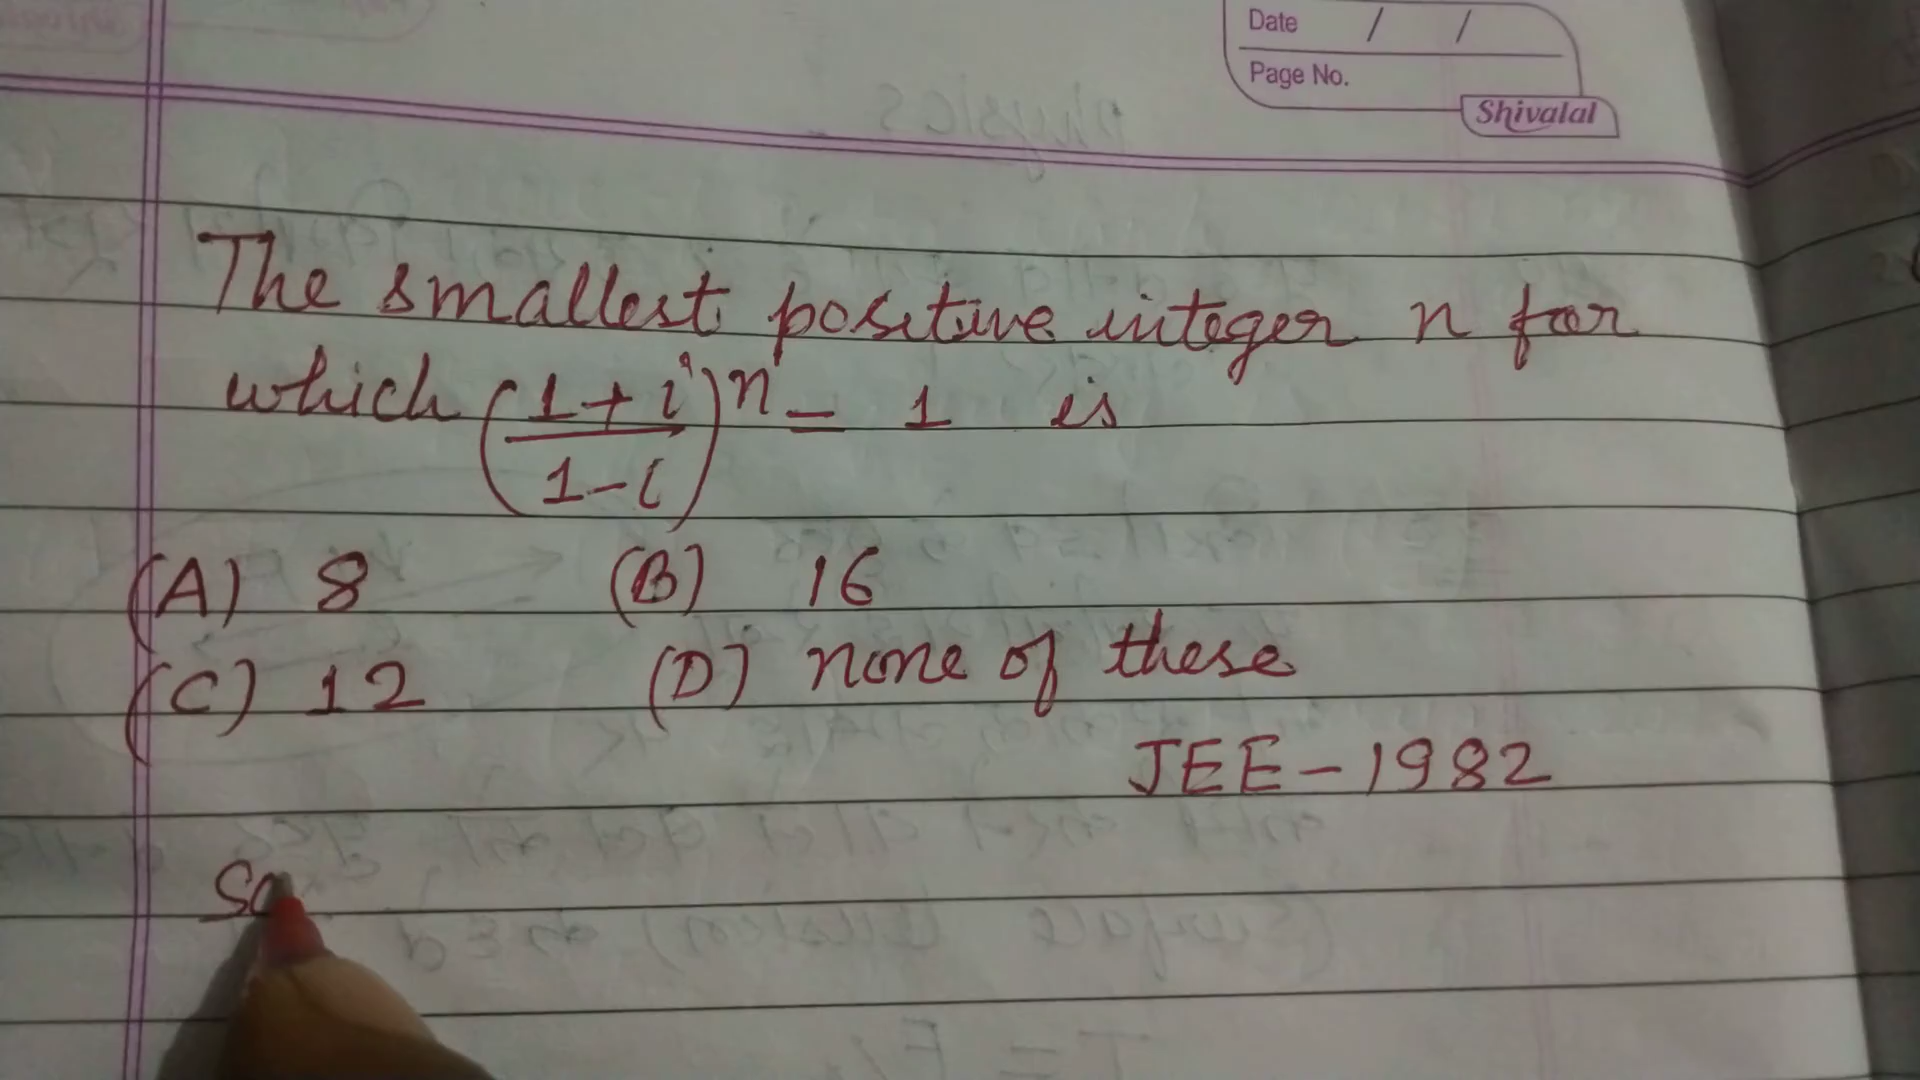 Date / /
Page No.
Shivalal
Physics
The smallest positive integer n for
which (1+i/1-i)^n = 1 is
(A) 8 (B) 16
(C) 12 (D) none of these
JEE-1982
So